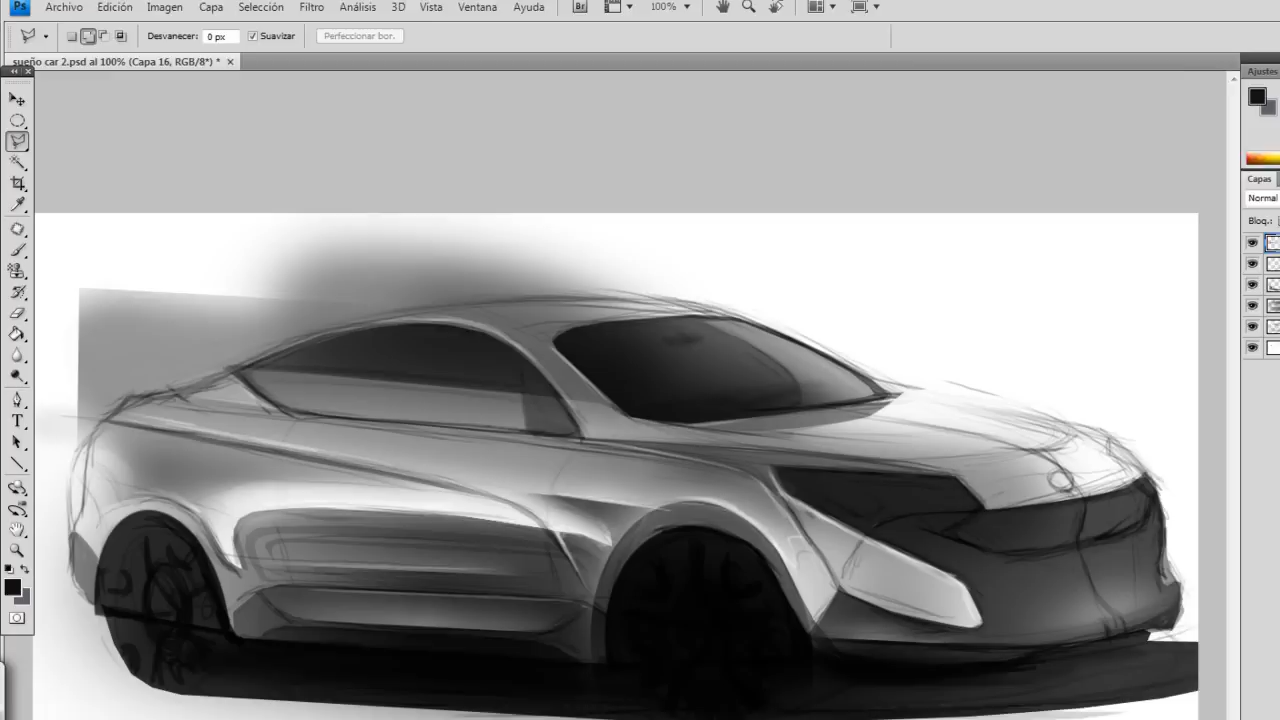 Ps Archivo Edición Imagen Capa Selección Filtro Análisis 3D Vista Ventana Ayuda Br 100%
Desvanecer: 0 px Suavizar Perfeccionar bor.
sueño car 2.psd al 100% (Capa 16, RGB/8*) *
Ajustes
Capas
Normal
Bloq.:
T